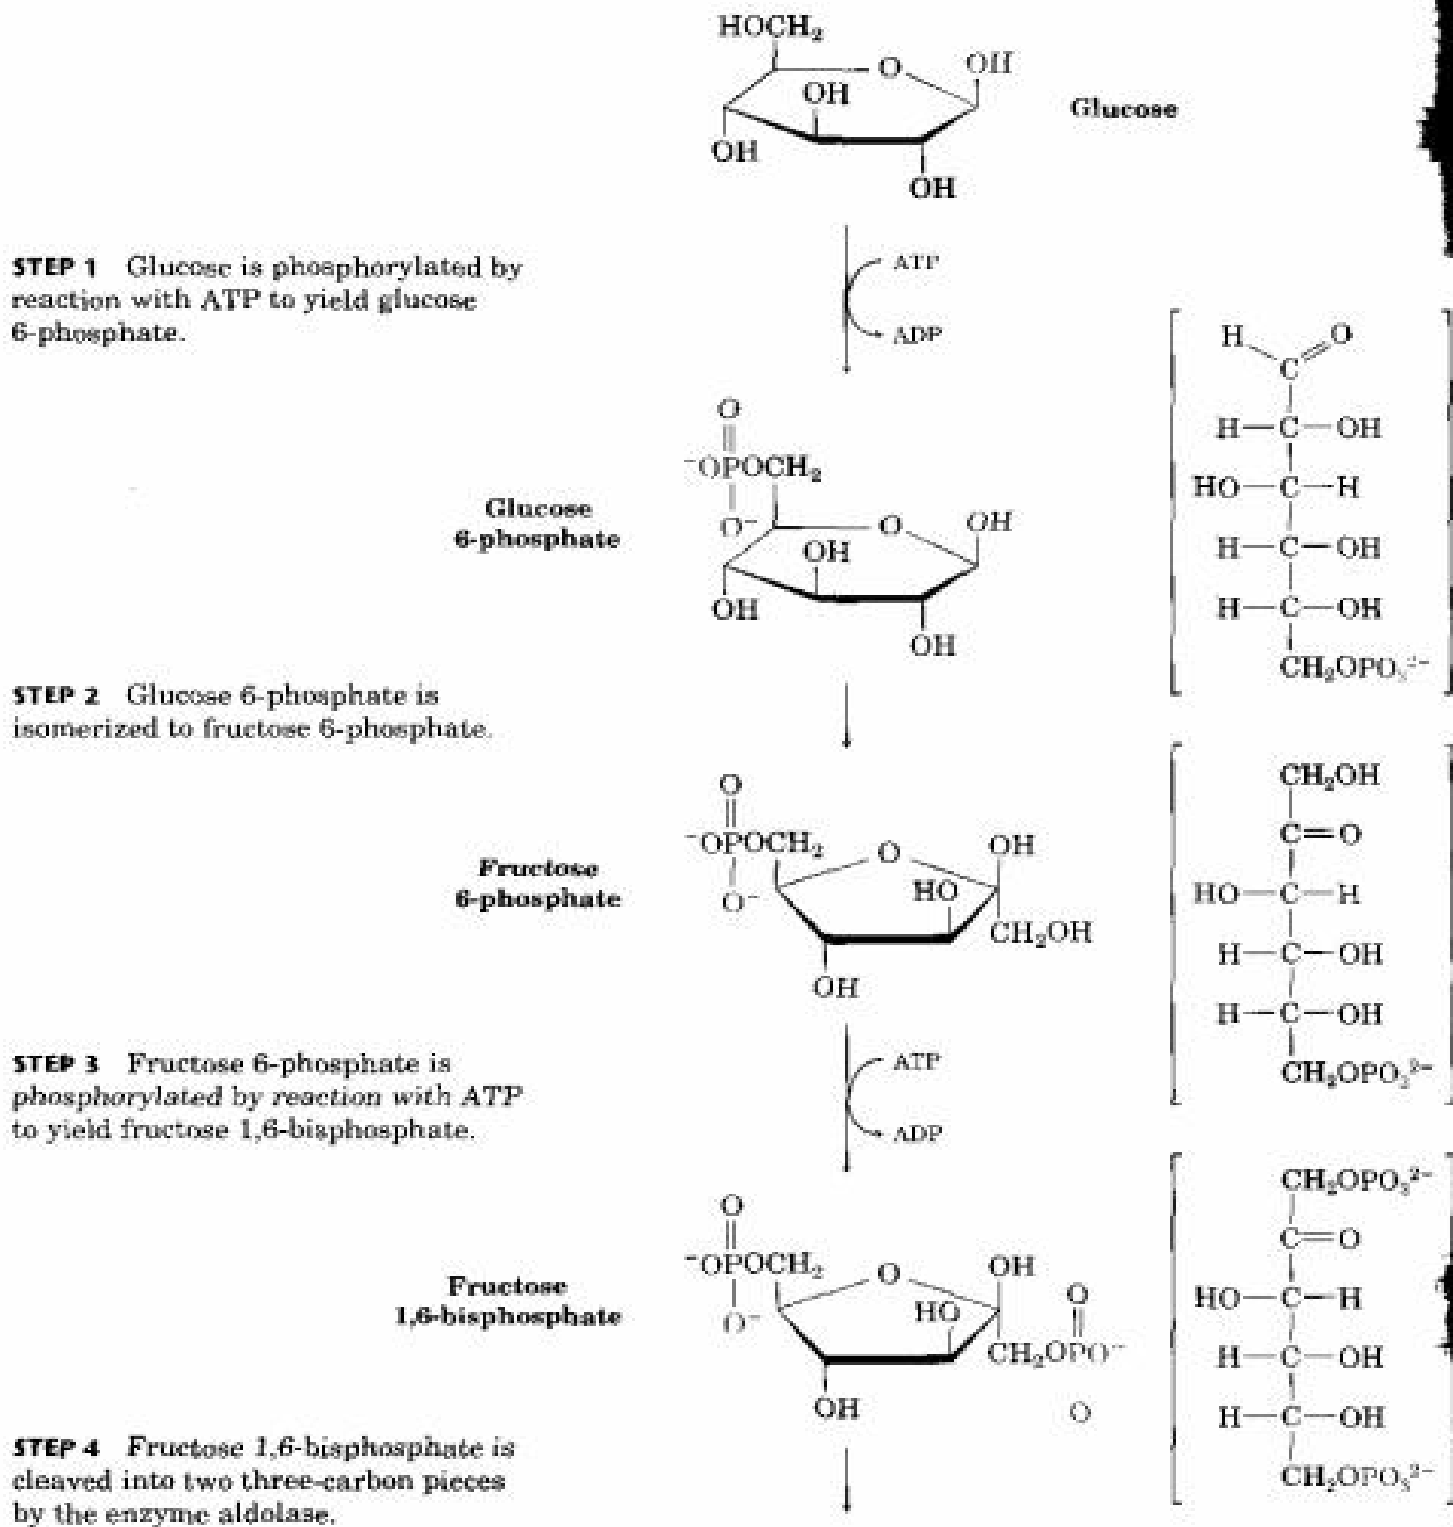 HOCH₂
O
OH
OH
Glucose
OH
OH
STEP 1 Glucose is phosphorylated by
reaction with ATP to yield glucose
6-phosphate.
ATP
ADP
H
O
C
H—C—OH
HO—C—H
H—C—OH
H—C—OH
CH₂OPO₃²⁻
O
⁻OPOCH₂
O⁻
O
OH
OH
OH
OH
Glucose
6-phosphate
STEP 2 Glucose 6-phosphate is
isomerized to fructose 6-phosphate.
CH₂OH
C=O
HO—C—H
H—C—OH
H—C—OH
CH₂OPO₃²⁻
O
⁻OPOCH₂
O⁻
O
OH
HO
CH₂OH
OH
Fructose
6-phosphate
STEP 3 Fructose 6-phosphate is
phosphorylated by reaction with ATP
to yield fructose 1,6-bisphosphate.
ATP
ADP
CH₂OPO₃²⁻
C=O
HO—C—H
H—C—OH
H—C—OH
CH₂OPO₃²⁻
O
⁻OPOCH₂
O⁻
O
OH
HO
O
CH₂OPO⁻
OH
O
Fructose
1,6-bisphosphate
STEP 4 Fructose 1,6-bisphosphate is
cleaved into two three-carbon pieces
by the enzyme aldolase.